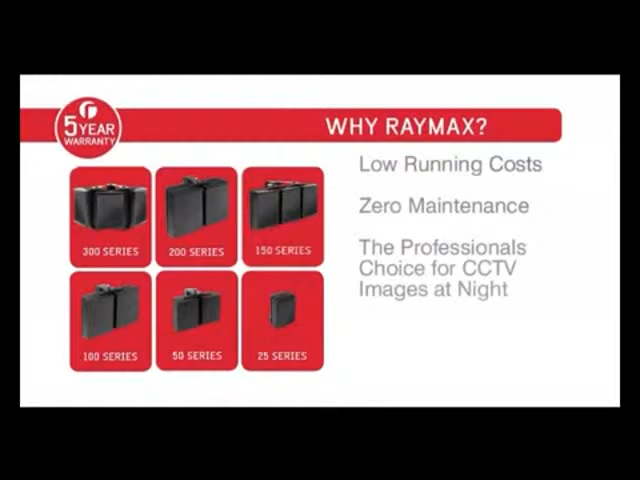 5 YEAR
WARRANTY
WHY RAYMAX?
300 SERIES
200 SERIES
150 SERIES
100 SERIES
50 SERIES
25 SERIES
Low Running Costs
Zero Maintenance
The Professionals
Choice for CCTV
Images at Night